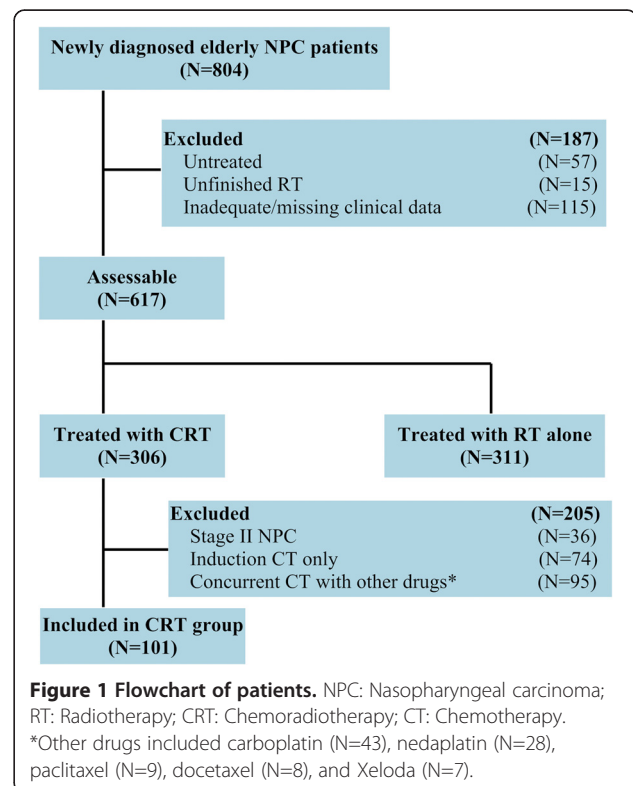 Newly diagnosed elderly NPC patients
(N=804)
Excluded (N=187)
Untreated (N=57)
Unfinished RT (N=15)
Inadequate/missing clinical data (N=115)
Assessable
(N=617)
Treated with CRT
(N=306)
Treated with RT alone
(N=311)
Excluded (N=205)
Stage II NPC (N=36)
Induction CT only (N=74)
Concurrent CT with other drugs* (N=95)
Included in CRT group
(N=101)
Figure 1 Flowchart of patients. NPC: Nasopharyngeal carcinoma;
RT: Radiotherapy; CRT: Chemoradiotherapy; CT: Chemotherapy.
*Other drugs included carboplatin (N=43), nedaplatin (N=28),
paclitaxel (N=9), docetaxel (N=8), and Xeloda (N=7).